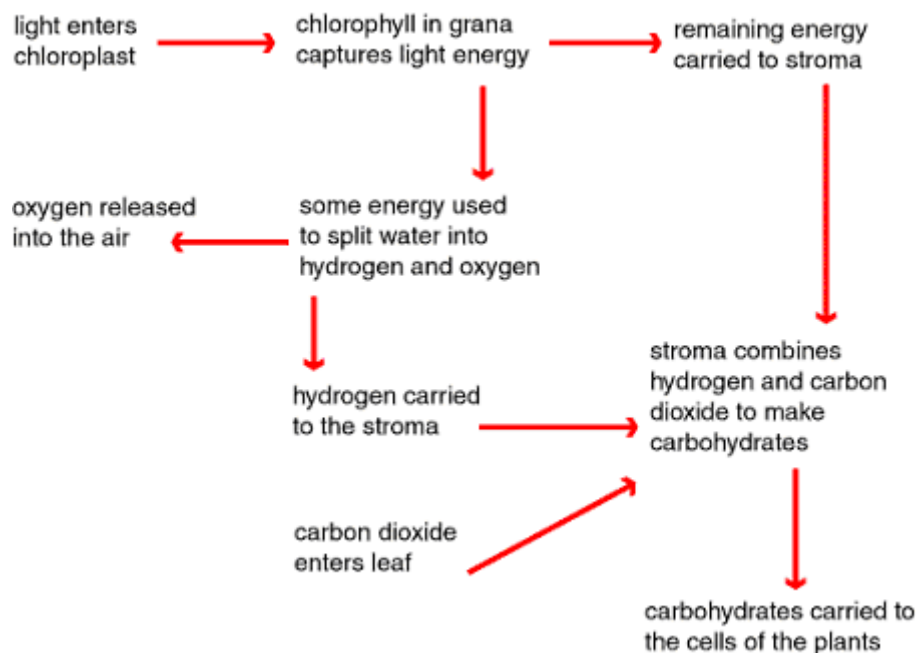 light enters
chloroplast
chlorophyll in grana
captures light energy
remaining energy
carried to stroma
oxygen released
into the air
some energy used
to split water into
hydrogen and oxygen
hydrogen carried
to the stroma
stroma combines
hydrogen and carbon
dioxide to make
carbohydrates
carbon dioxide
enters leaf
carbohydrates carried to
the cells of the plants